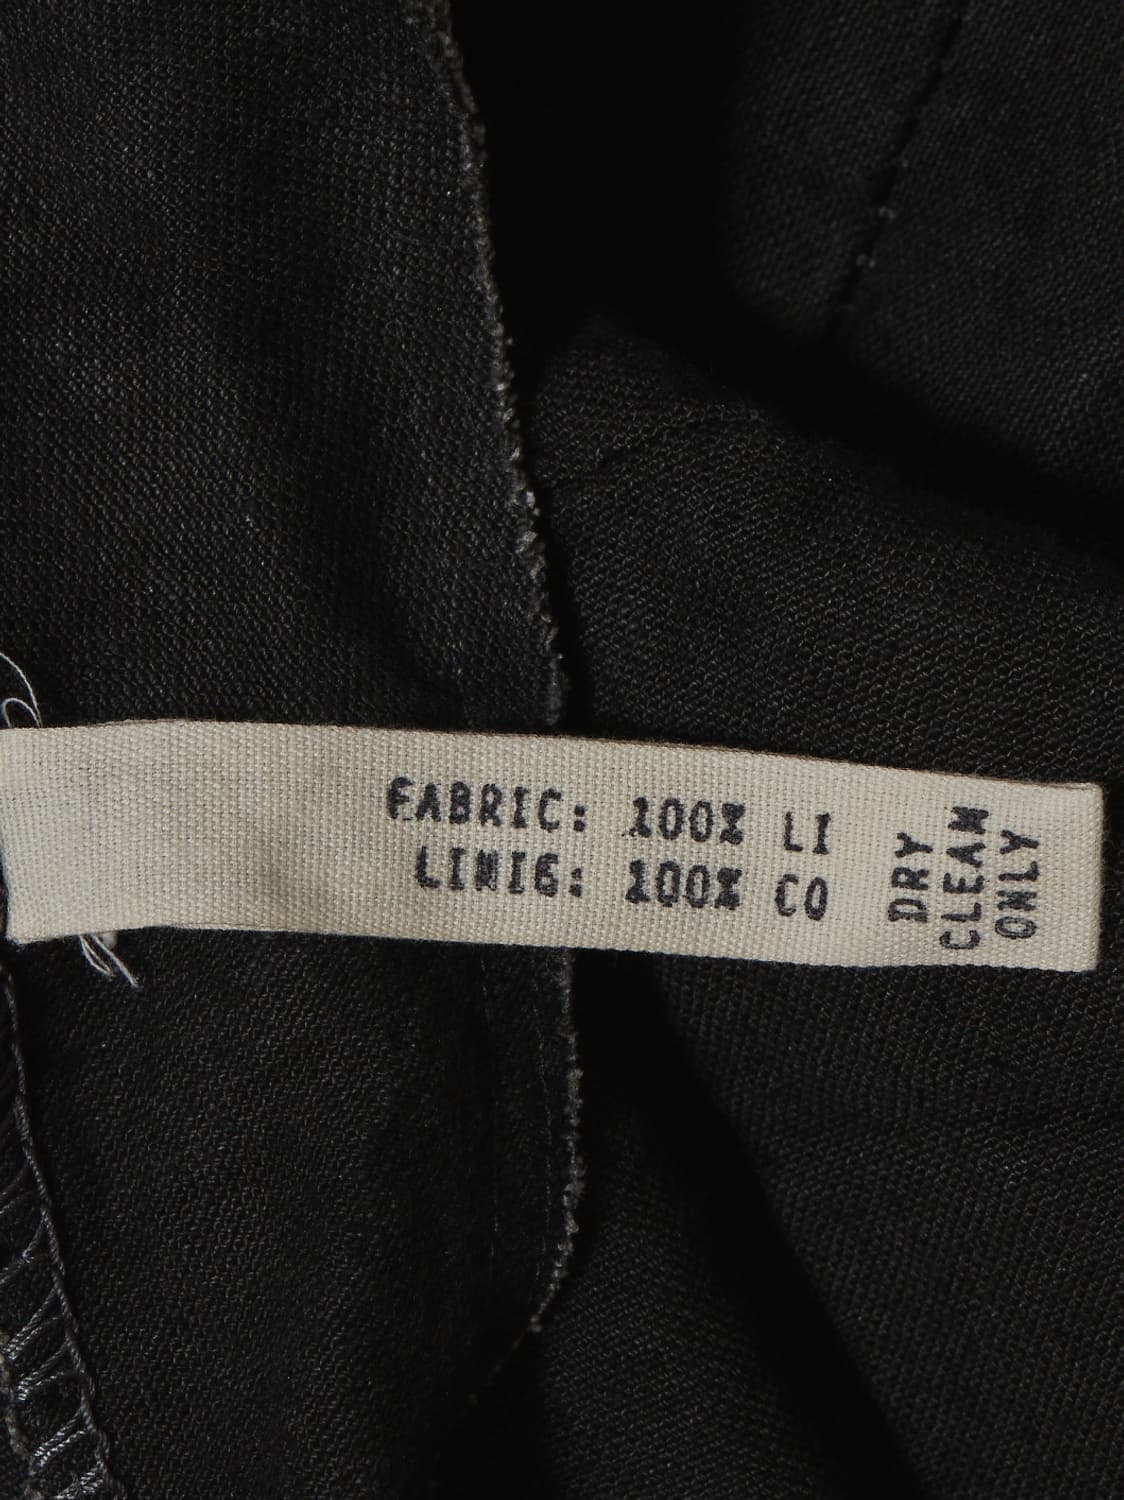 FABRIC: 100% LI
LINIG: 100% CO
DRY
CLEAN
ONLY